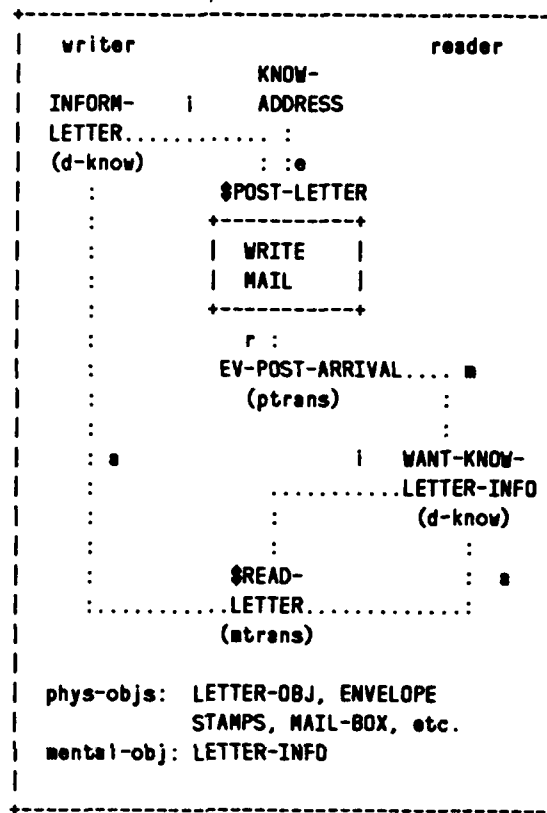 writer reader
KNOW-
INFORM- i ADDRESS
LETTER............. :
(d-know) : :e
: $POST-LETTER
: +-----------+
: | WRITE |
: | MAIL |
: +-----------+
: r :
: EV-POST-ARRIVAL.... m
: (ptrans) :
: :
: a i WANT-KNOW-
: ...........LETTER-INFO
: : (d-know)
: : :
: $READ- : a
:...........LETTER.............:
(mtrans)
phys-objs: LETTER-OBJ, ENVELOPE
STAMPS, MAIL-BOX, etc.
mental-obj: LETTER-INFO